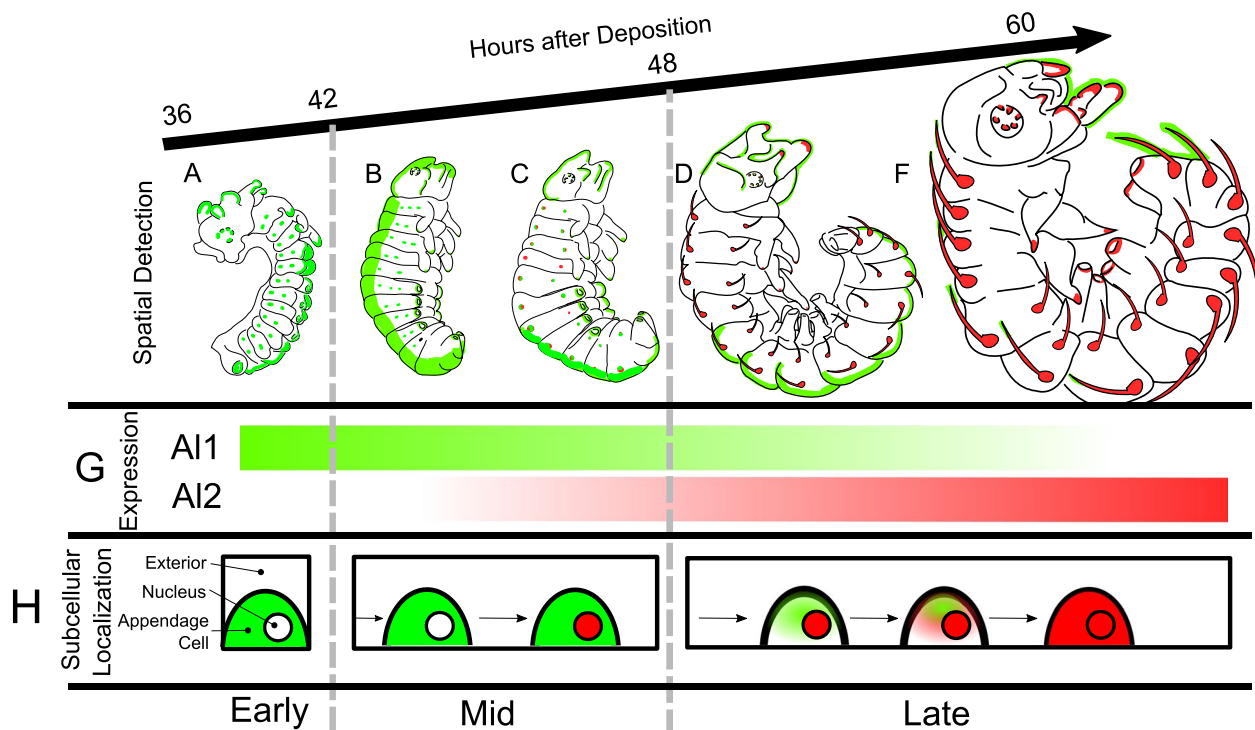 Hours after Deposition
36
42
48
60
Spatial Detection
A
B
C
D
F
G
Expression
Al1
Al2
H
Subcellular
Localization
Exterior
Nucleus
Appendage
Cell
Early
Mid
Late